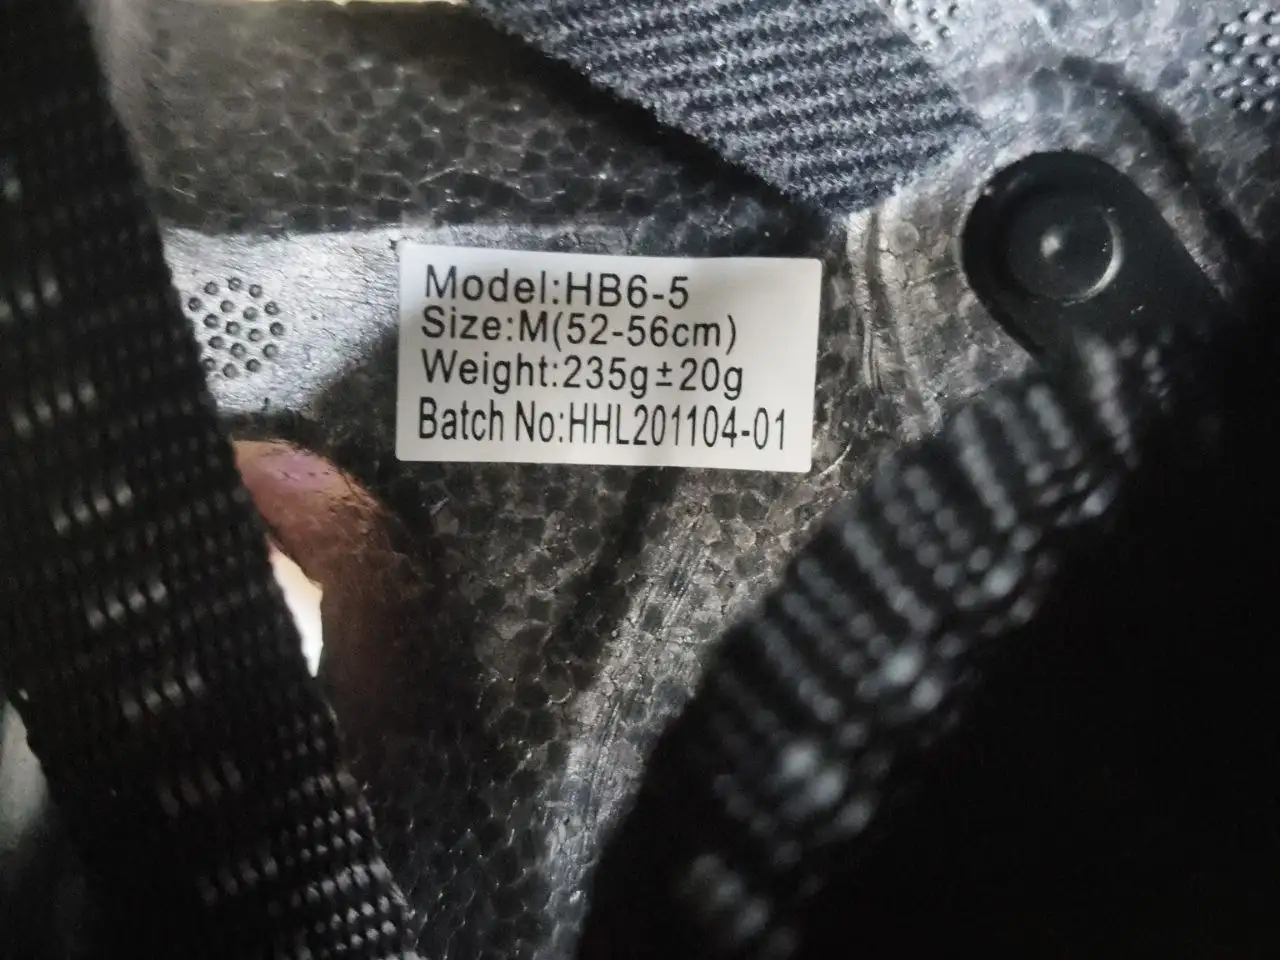 Model:HB6-5
Size:M(52-56cm)
Weight:235g±20g
Batch No:HHL201104-01